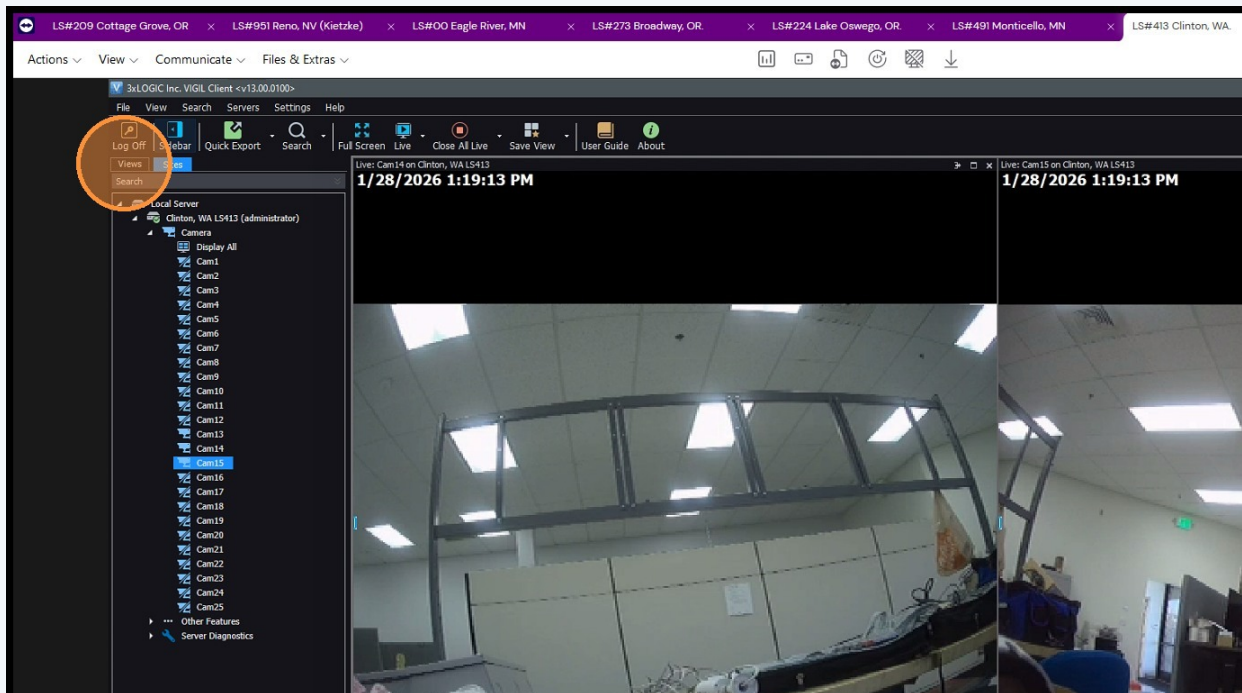 LS#209 Cottage Grove, OR × LS#951 Reno, NV (Kietzke) × LS#00 Eagle River, MN × LS#273 Broadway, OR. × LS#224 Lake Oswego, OR. × LS#491 Monticello, MN × LS#413 Clinton, WA.
Actions View Communicate Files & Extras
3xLOGIC Inc. VIGIL Client <v13.00.0100>
File View Search Servers Settings Help
Log Off Sidebar Quick Export Search Full Screen Live Close All Live Save View User Guide About
Views Sites
Search
Live: Cam14 on Clinton, WA LS413
1/28/2026 1:19:13 PM
Live: Cam15 on Clinton, WA LS413
1/28/2026 1:19:13 PM
Local Server
Clinton, WA LS413 (administrator)
Camera
Display All
Cam1
Cam2
Cam3
Cam4
Cam5
Cam6
Cam7
Cam8
Cam9
Cam10
Cam11
Cam12
Cam13
Cam14
Cam15
Cam16
Cam17
Cam18
Cam19
Cam20
Cam21
Cam22
Cam23
Cam24
Cam25
Other Features
Server Diagnostics